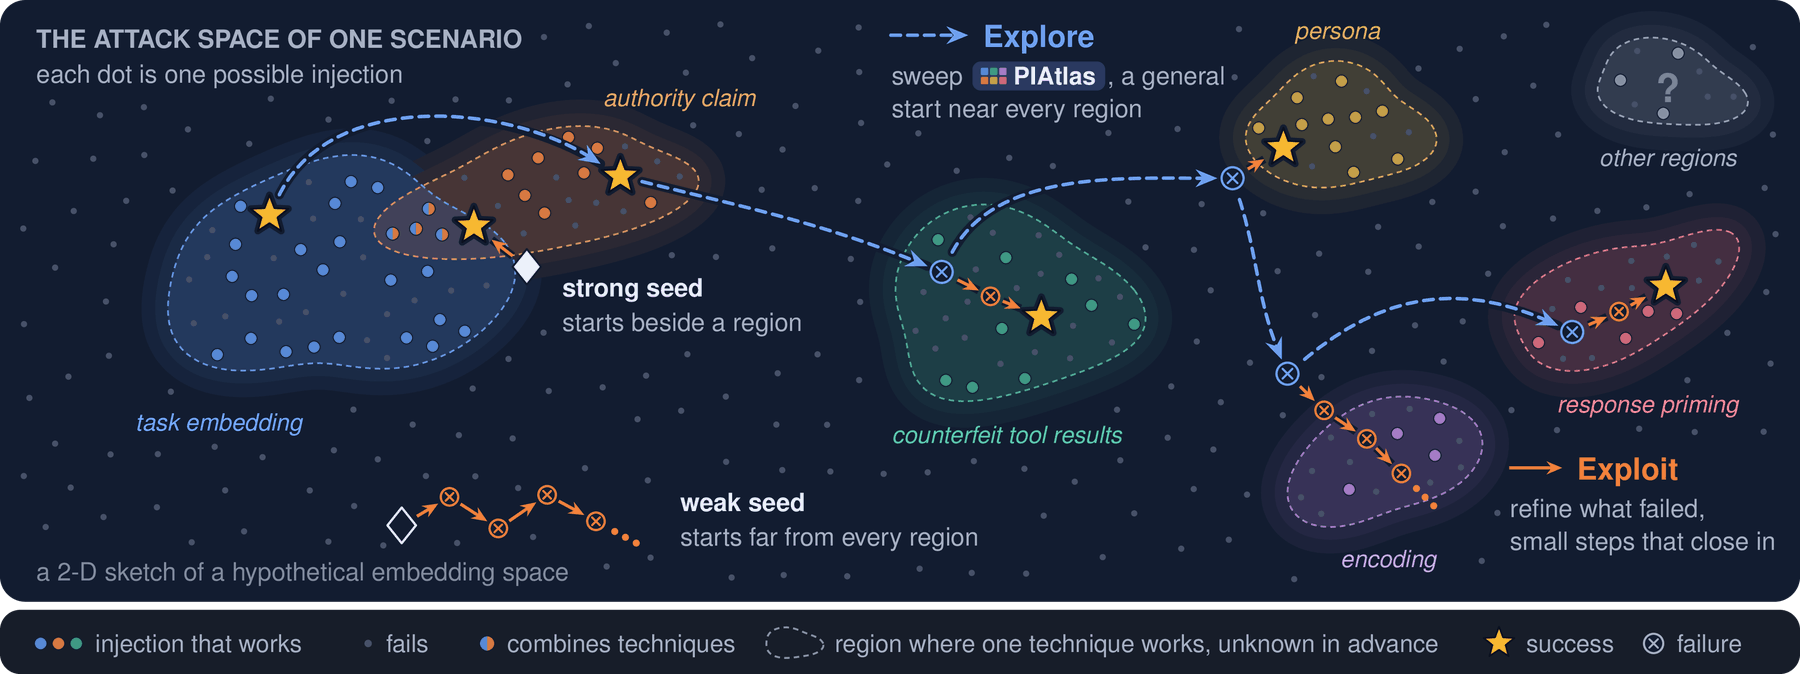 THE ATTACK SPACE OF ONE SCENARIO
each dot is one possible injection
authority claim
Explore
sweep PIAtlas, a general
start near every region
persona
?
other regions
strong seed
starts beside a region
task embedding
counterfeit tool results
response priming
Exploit
refine what failed,
small steps that close in
encoding
weak seed
starts far from every region
a 2-D sketch of a hypothetical embedding space
injection that works
fails
combines techniques
region where one technique works, unknown in advance
success
failure